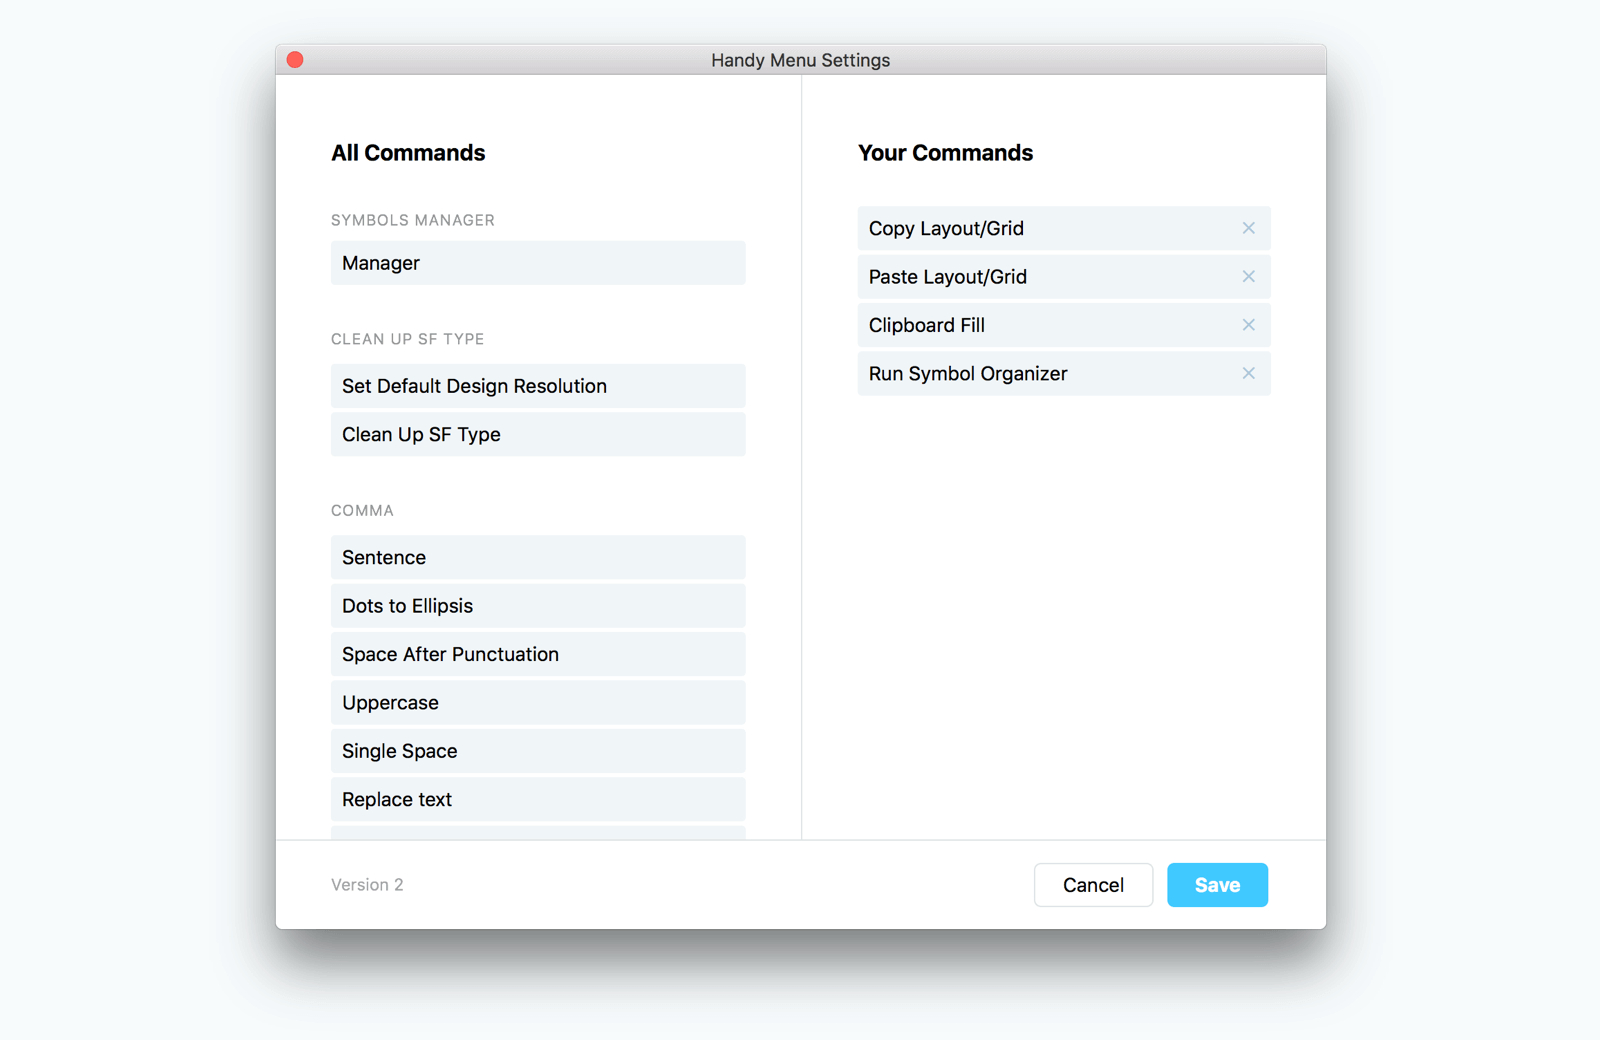 Handy Menu Settings
All Commands
SYMBOLS MANAGER
Manager
CLEAN UP SF TYPE
Set Default Design Resolution
Clean Up SF Type
COMMA
Sentence
Dots to Ellipsis
Space After Punctuation
Uppercase
Single Space
Replace text
Your Commands
Copy Layout/Grid
Paste Layout/Grid
Clipboard Fill
Run Symbol Organizer
Version 2
Cancel
Save